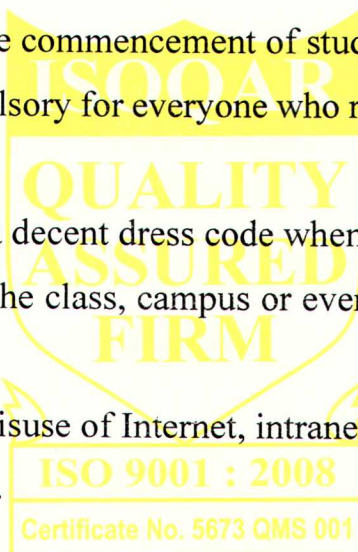 e commencement of stud
ISOQAR
lsory for everyone who r
QUALITY
decent dress code when
ASSURED
he class, campus or ever
FIRM
isuse of Internet, intrane
ISO 9001 : 2008
Certificate No. 5673 QMS 001